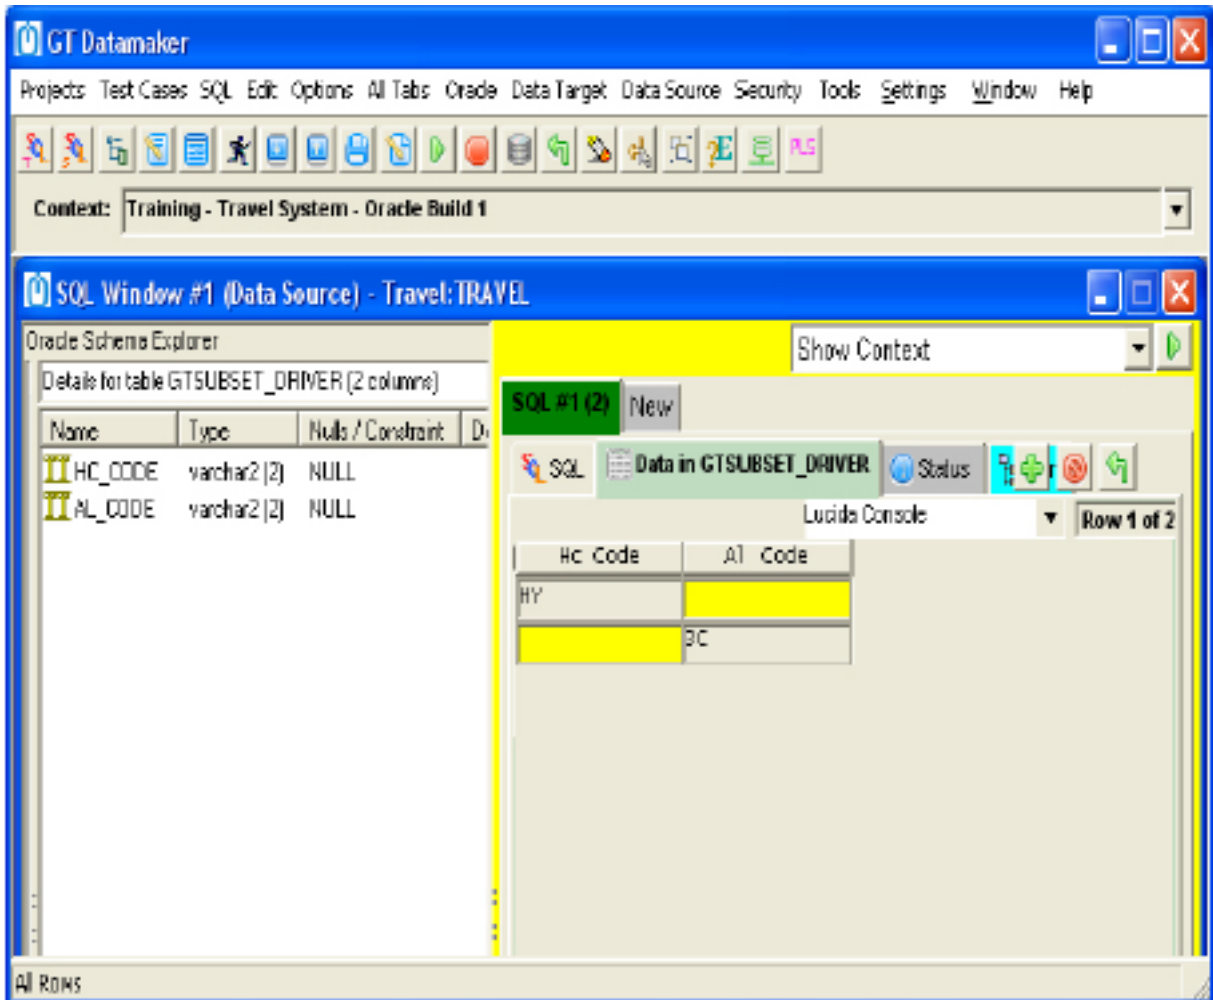 GT Datamaker
Projects Test Cases SQL Edit Options All Tabs Oracle Data Target Data Source Security Tools Settings Window Help
PLS
Context: Training - Travel System - Oracle Build 1
SQL Window #1 (Data Source) - Travel:TRAVEL
Oracle Schema Explorer
Show Context
Details for table GTSUBSET_DRIVER (2 columns)
SQL #1 (2) New
Name Type Nulls / Constraint
SQL Data in GTSUBSET_DRIVER Status
HC_CODE varchar2 (2) NULL
AL_CODE varchar2 (2) NULL
Lucida Console Row 1 of 2
Hc Code Al Code
HY
BC
All Rows